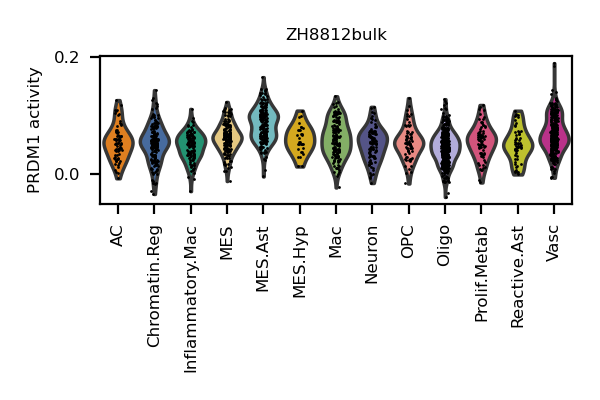 ZH8812bulk
PRDM1 activity
0.2
0.0
AC
Chromatin.Reg
Inflammatory.Mac
MES
MES.Ast
MES.Hyp
Mac
Neuron
OPC
Oligo
Prolif.Metab
Reactive.Ast
Vasc